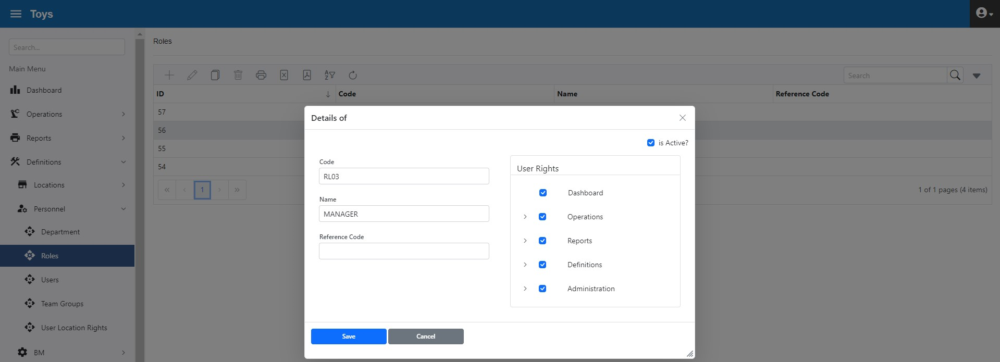 Toys
Search...
Main Menu
Dashboard
Operations
Reports
Definitions
Locations
Personnel
Department
Roles
Users
Team Groups
User Location Rights
BM
Roles
Search
ID Code Name Reference Code
57
56
55
54
« ‹ 1 › »
1 of 1 pages (4 items)
Details of
is Active?
Code
RL03
Name
MANAGER
Reference Code
User Rights
Dashboard
Operations
Reports
Definitions
Administration
Save Cancel